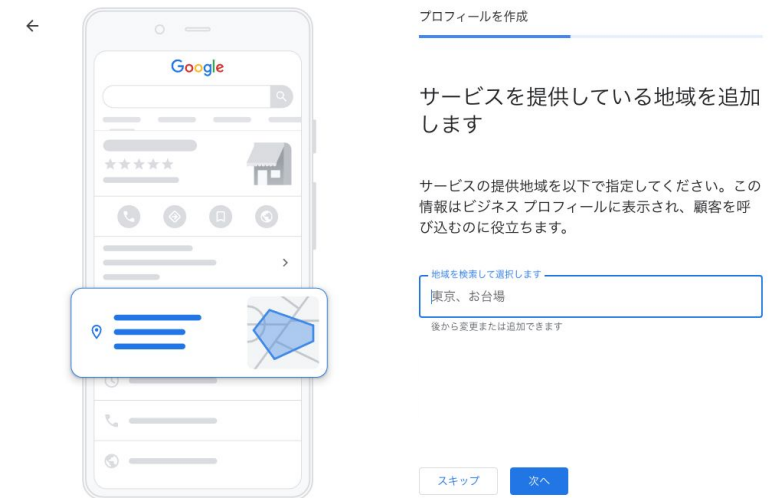 Google
プロフィールを作成
サービスを提供している地域を追加
します
サービスの提供地域を以下で指定してください。この
情報はビジネス プロフィールに表示され、顧客を呼
び込むのに役立ちます。
地域を検索して選択します
東京、お台場
後から変更または追加できます
スキップ
次へ